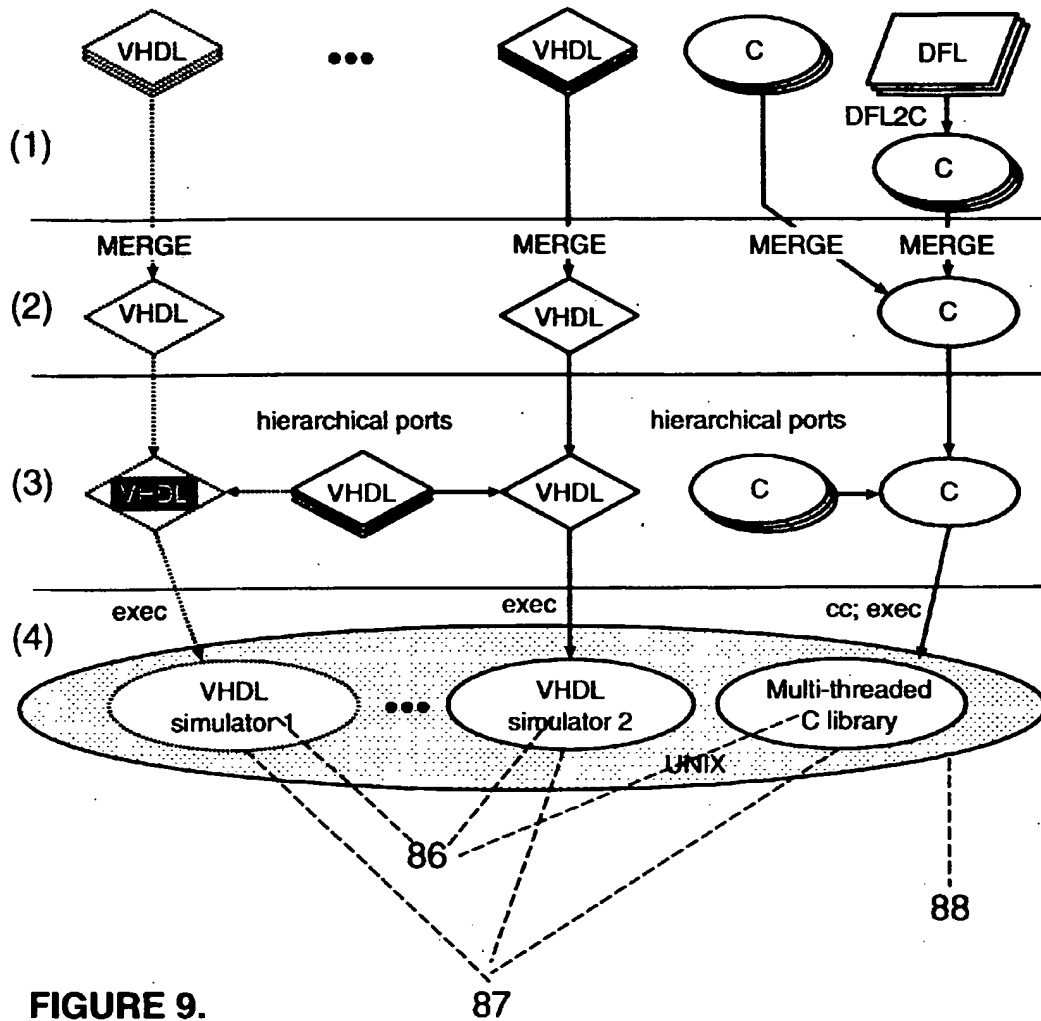 VHDL ••• VHDL C DFL
DFL2C
(1) C
MERGE MERGE MERGE MERGE
(2) VHDL VHDL C
hierarchical ports hierarchical ports
(3) VHDL VHDL VHDL C C
exec exec cc; exec
(4)
VHDL
simulator 1
•••
VHDL
simulator 2
Multi-threaded
C library
UNIX
86
88
87
FIGURE 9.